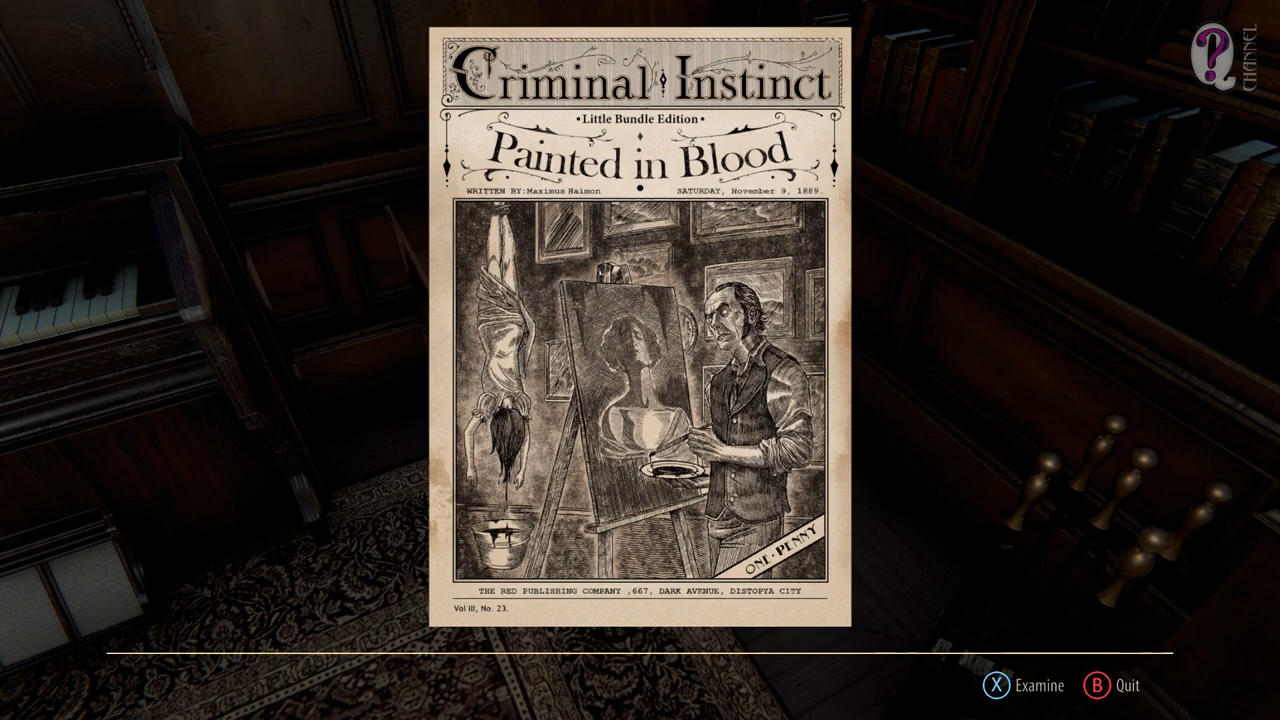 Criminal Instinct
•Little Bundle Edition•
Painted in Blood
WRITTEN BY:Maximus Haimon
SATURDAY, November 9, 1889.
ONE·PENNY
THE RED PUBLISHING COMPANY ,667, DARK AVENUE, DISTOPYA CITY
Vol III, No. 23.
? CHANNEL
X Examine
B Quit